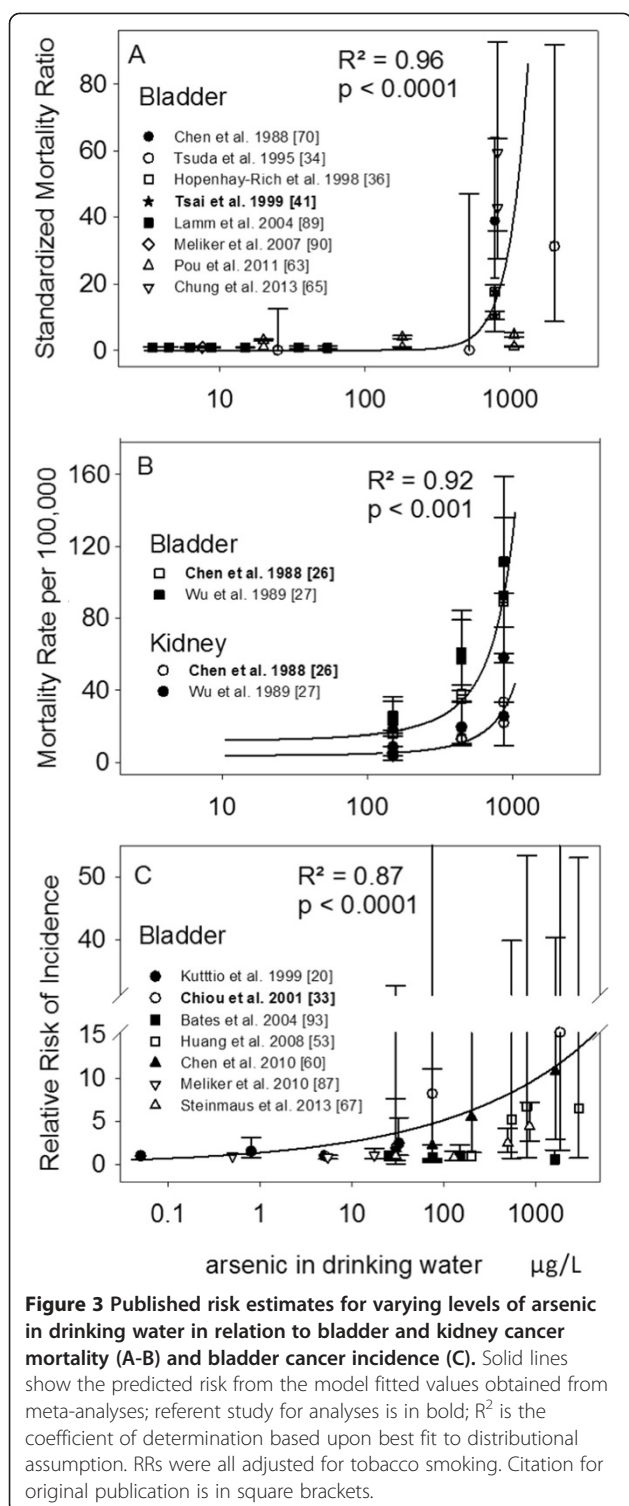 A
R² = 0.96
p < 0.0001
Bladder
Chen et al. 1988 [70]
Tsuda et al. 1995 [34]
Hopenhay-Rich et al. 1998 [36]
Tsai et al. 1999 [41]
Lamm et al. 2004 [89]
Meliker et al. 2007 [90]
Pou et al. 2011 [63]
Chung et al. 2013 [65]
Standardized Mortality Ratio
80
60
40
20
0
10
100
1000
B
R² = 0.92
p < 0.001
Bladder
Chen et al. 1988 [26]
Wu et al. 1989 [27]
Kidney
Chen et al. 1988 [26]
Wu et al. 1989 [27]
Mortality Rate per 100,000
160
120
80
40
0
10
100
1000
C
R² = 0.87
p < 0.0001
Bladder
Kutttio et al. 1999 [20]
Chiou et al. 2001 [33]
Bates et al. 2004 [93]
Huang et al. 2008 [53]
Chen et al. 2010 [60]
Meliker et al. 2010 [87]
Steinmaus et al. 2013 [67]
Relative Risk of Incidence
50
40
15
10
5
0
0.1
1
10
100
1000
arsenic in drinking water µg/L
Figure 3 Published risk estimates for varying levels of arsenic
in drinking water in relation to bladder and kidney cancer
mortality (A-B) and bladder cancer incidence (C). Solid lines
show the predicted risk from the model fitted values obtained from
meta-analyses; referent study for analyses is in bold; R² is the
coefficient of determination based upon best fit to distributional
assumption. RRs were all adjusted for tobacco smoking. Citation for
original publication is in square brackets.